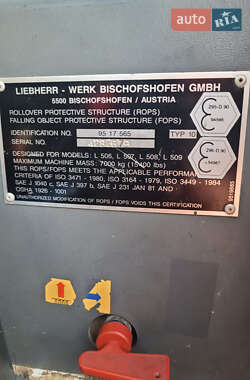 RIA.com
LIEBHERR - WERK BISCHOFSHOFEN GMBH
5500 BISCHOFSHOFEN / AUSTRIA
ROLLOVER PROTECTIVE STRUCTURE (ROPS)
FALLING OBJECT PROTECTIVE STRUCTURE (FOPS)
IDENTIFICATION NO. 95 17 565 TYP 10
SERIAL NO.
DESIGNED FOR MODELS: L 506, L 507, L 508, L 509
MAXIMUM MACHINE MASS: 7000 kg (15400 lbs)
THIS ROPS/FOPS MEETS THE APPLICABLE PERFORMANCE
CRITERIA OF ISO 3471 - 1980, ISO 3164 - 1979, ISO 3449 - 1984
SAE J 1040 c, SAE J 397 b, SAE J 231 JAN 81 AND
OSHA 1926 - 1001
UNAUTHORIZED MODIFICATION OF ROPS / FOPS VOIDS THIS CERTIFICATION